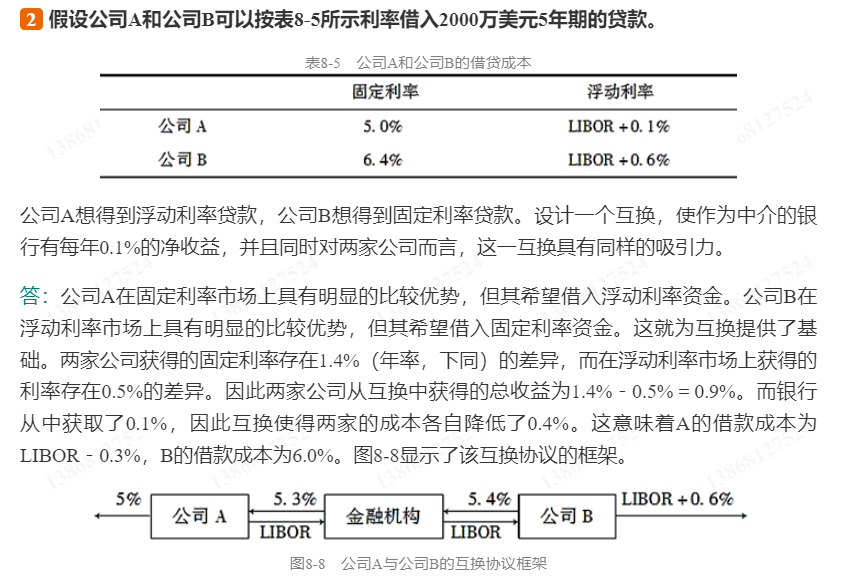 2 假设公司A和公司B可以按表8-5所示利率借入2000万美元5年期的贷款。
表8-5 公司A和公司B的借贷成本
固定利率 浮动利率
公司 A 5.0% LIBOR +0.1%
公司 B 6.4% LIBOR +0.6%
公司A想得到浮动利率贷款，公司B想得到固定利率贷款。设计一个互换，使作为中介的银
行有每年0.1%的净收益，并且同时对两家公司而言，这一互换具有同样的吸引力。
答：公司A在固定利率市场上具有明显的比较优势，但其希望借入浮动利率资金。公司B在
浮动利率市场上具有明显的比较优势，但其希望借入固定利率资金。这就为互换提供了基
础。两家公司获得的固定利率存在1.4%（年率，下同）的差异，而在浮动利率市场上获得的
利率存在0.5%的差异。因此两家公司从互换中获得的总收益为1.4%－0.5%＝0.9%。而银行
从中获取了0.1%，因此互换使得两家的成本各自降低了0.4%。这意味着A的借款成本为
LIBOR－0.3%，B的借款成本为6.0%。图8-8显示了该互换协议的框架。
5% 公司 A 5.3% LIBOR 金融机构 5.4% LIBOR 公司 B LIBOR+0.6%
图8-8 公司A与公司B的互换协议框架